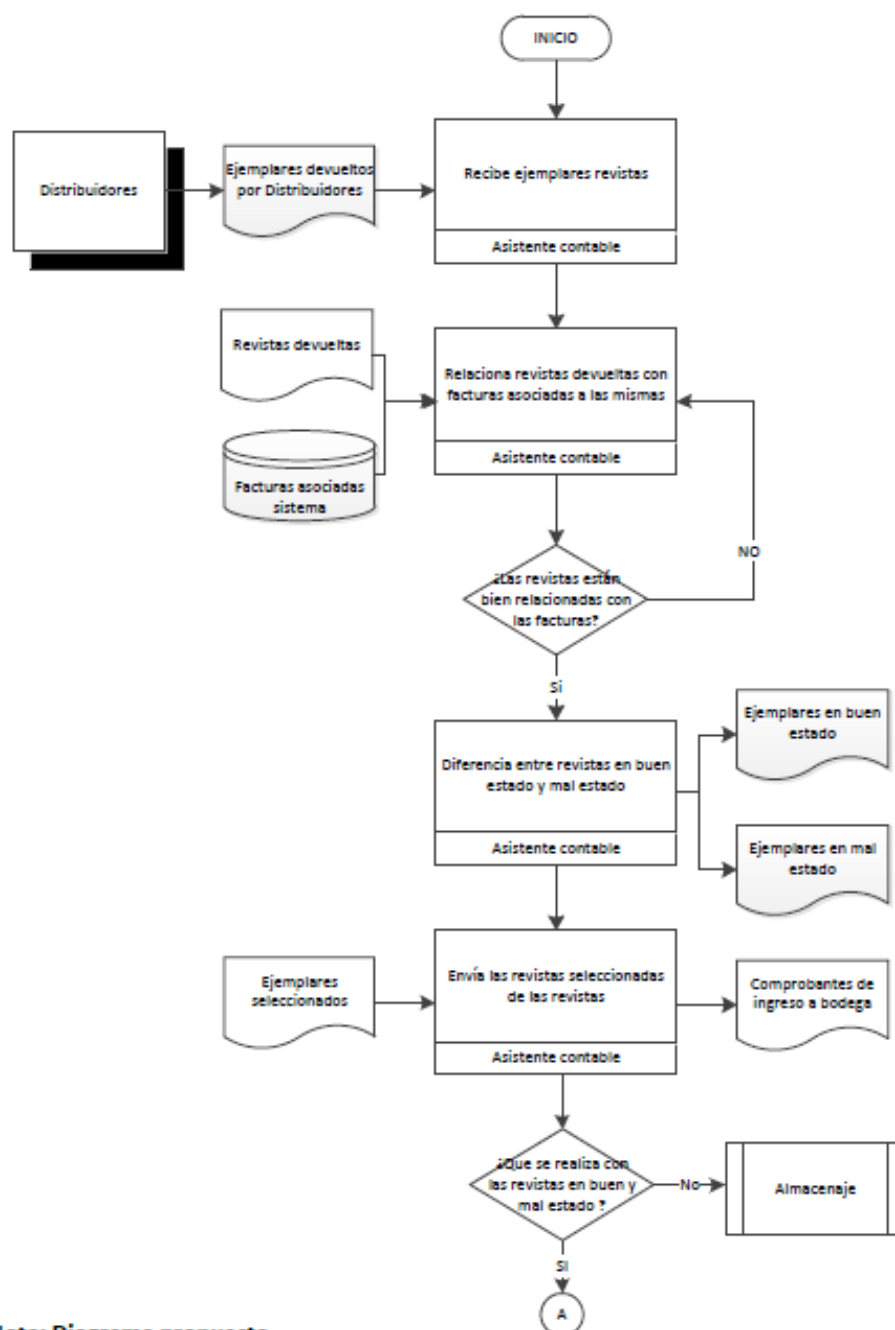 INICIO
Distribuidores
Ejemplares devueltos
por Distribuidores
Recibe ejemplares revistas
Asistente contable
Revistas devueltas
Facturas asociadas
sistema
Relaciona revistas devueltas con
facturas asociadas a las mismas
Asistente contable
¿Las revistas están
bien relacionadas con
las facturas?
NO
Si
Diferencia entre revistas en buen
estado y mal estado
Asistente contable
Ejemplares en buen
estado
Ejemplares en mal
estado
Ejemplares
seleccionados
Envía las revistas seleccionadas
de las revistas
Asistente contable
Comprobantes de
ingreso a bodega
¿Que se realiza con
las revistas en buen y
mal estado ?
No
Almacenaje
Si
A